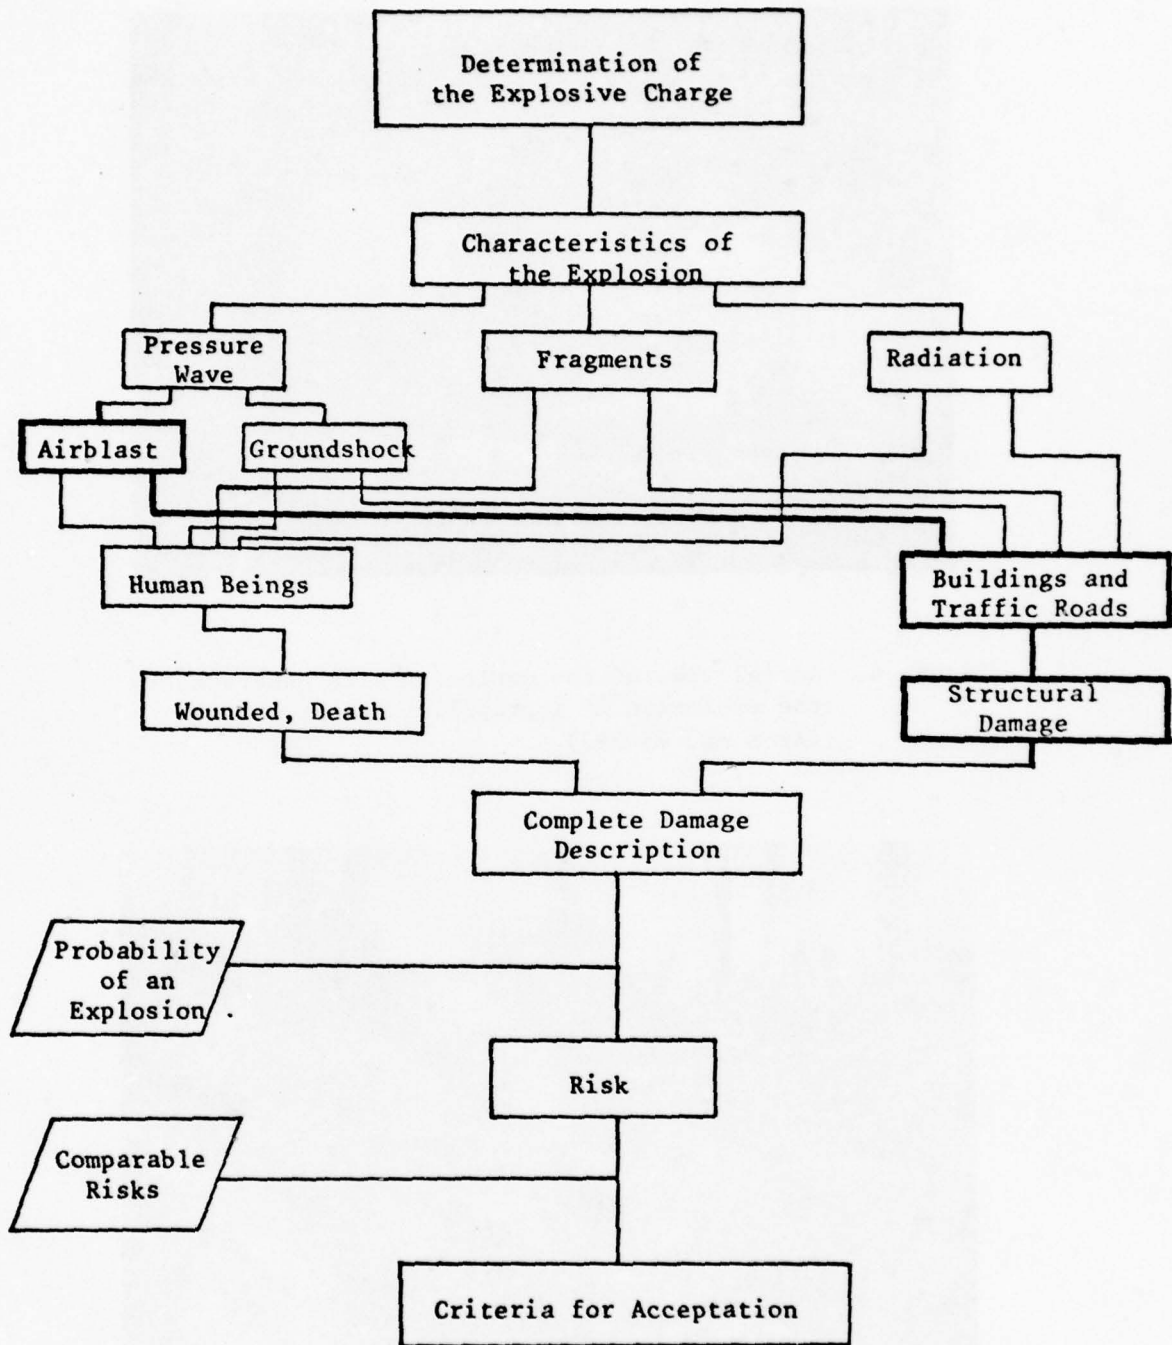 Determination of
the Explosive Charge
Characteristics of
the Explosion
Pressure
Wave
Fragments
Radiation
Airblast
Groundshock
Human Beings
Buildings and
Traffic Roads
Wounded, Death
Structural
Damage
Complete Damage
Description
Probability
of an
Explosion
Risk
Comparable
Risks
Criteria for Acceptation